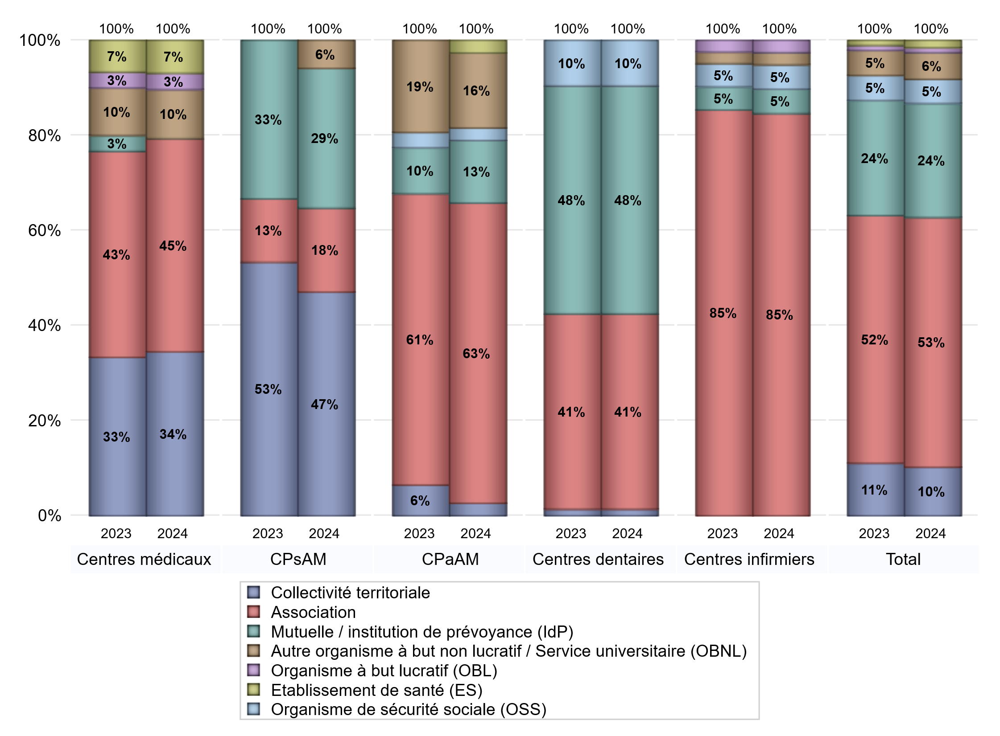 100% 100% 100% 100% 100% 100% 100% 100% 100% 100% 100% 100%
100%
7% 7% 6% 19% 16% 10% 10% 5% 6%
3% 3% 33% 29% 10% 13% 48% 48% 5% 5% 5% 5%
10% 10% 13% 18% 61% 63% 41% 41% 5% 5% 24% 24%
3% 53% 47% 6% 85% 85% 52% 53%
43% 45% 11% 10%
33% 34%
80%
60%
40%
20%
0%
2023 2024 2023 2024 2023 2024 2023 2024 2023 2024 2023 2024
Centres médicaux CPsAM CPaAM Centres dentaires Centres infirmiers Total
Collectivité territoriale
Association
Mutuelle / institution de prévoyance (IdP)
Autre organisme à but non lucratif / Service universitaire (OBNL)
Organisme à but lucratif (OBL)
Etablissement de santé (ES)
Organisme de sécurité sociale (OSS)